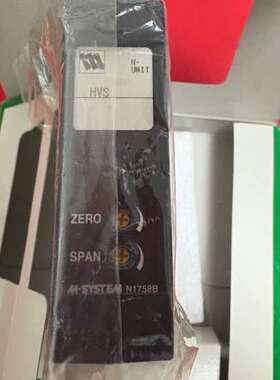 M-
UNIT
HVS
ZERO
SPAN
M-SYSTEM N1758B